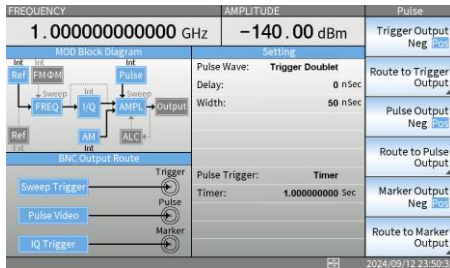 FREQUENCY
AMPLITUDE
Pulse
1.000000000000 GHz
-140.00 dBm
MOD Block Diagram
Int
Int
Ref
FMΦM
Pulse
Sweep
Int
Sweep
FREQ
I/Q
AMPL
Output
Ref
AM
ALC
Ext
Int
BNC Output Route
Trigger
Sweep Trigger
Pulse
Pulse Video
Marker
IQ Trigger
Setting
Pulse Wave: Trigger Doublet
Delay: 0 nSec
Width: 50 nSec
Pulse Trigger: Timer
Timer: 1.000000000 Sec
Trigger Output
Neg Pos
Route to Trigger
Output
Pulse Output
Neg Pos
Route to Pulse
Output
Marker Output
Neg Pos
Route to Marker
Output
2024/09/12 23:50:3